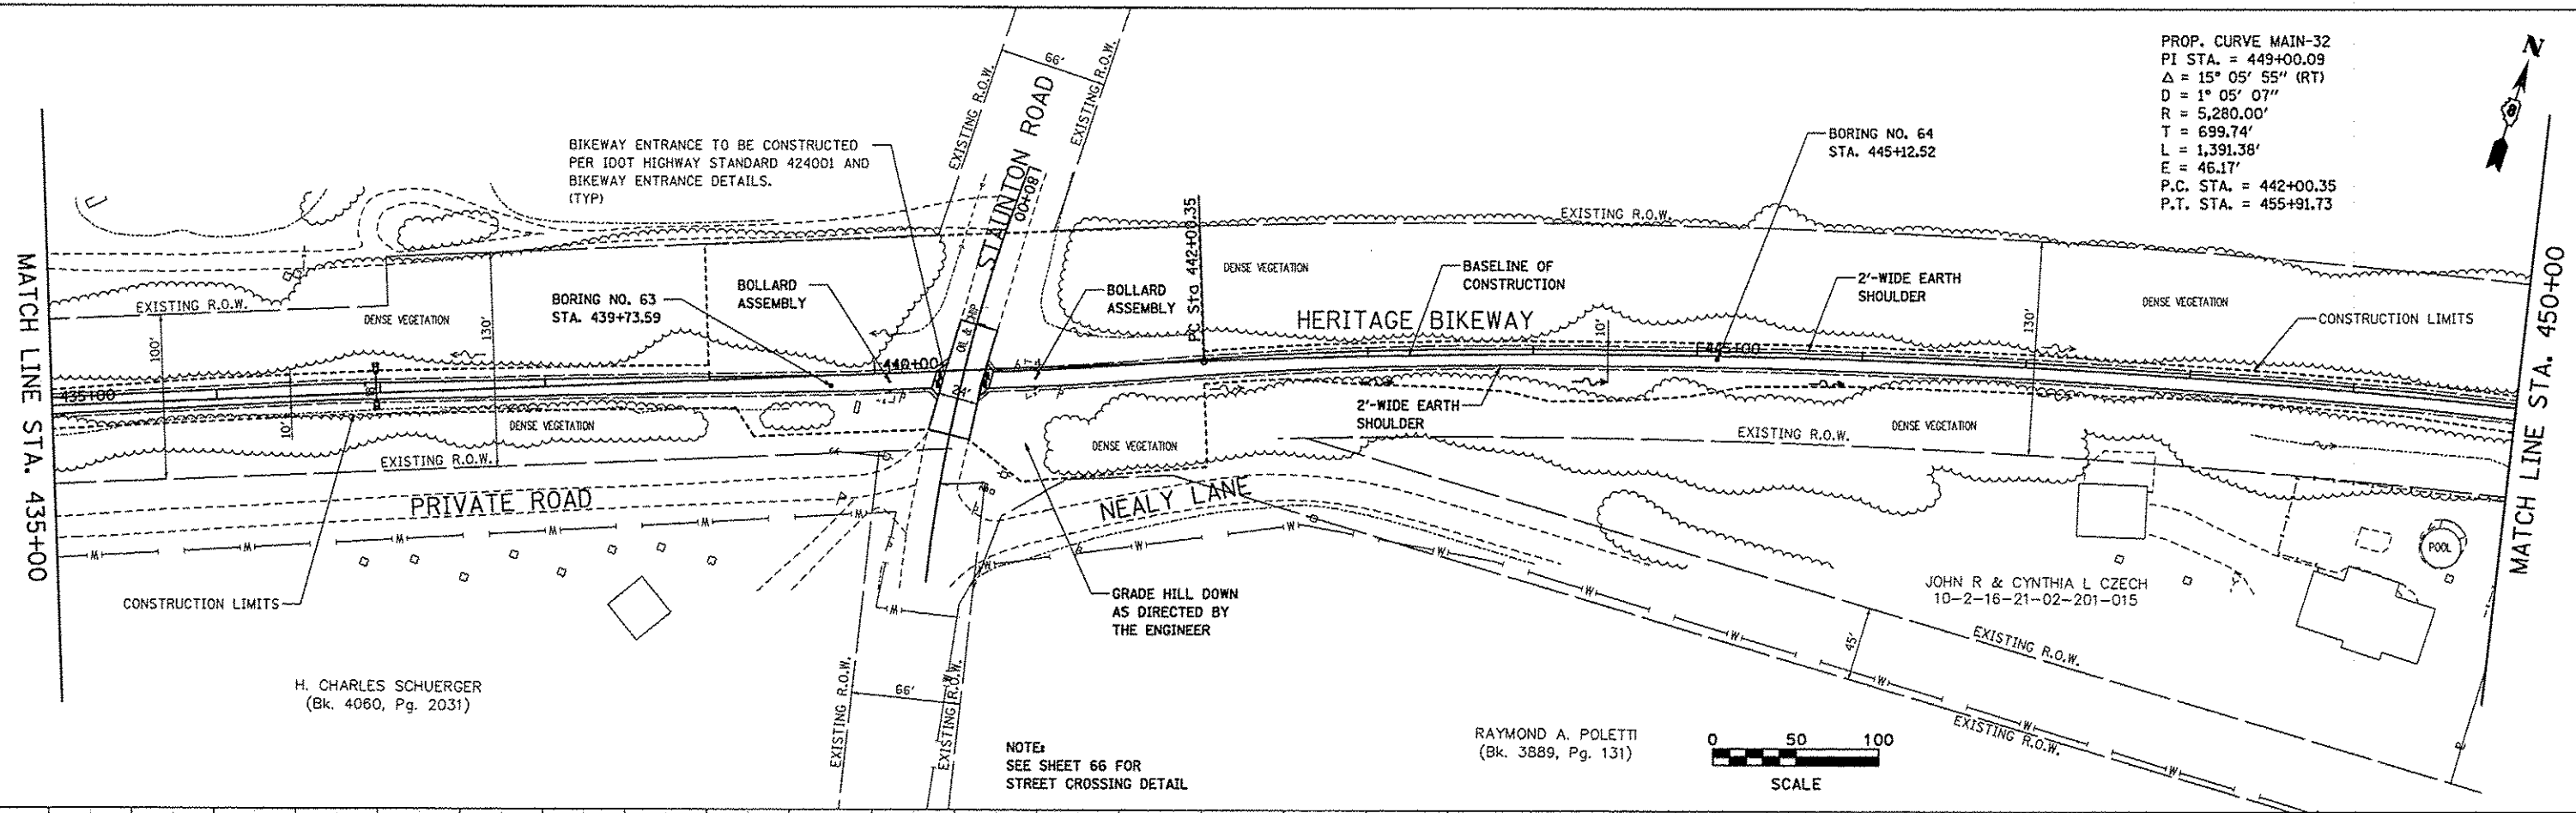 PROP. CURVE MAIN-32
PI STA. = 449+00.09
Δ = 15° 05' 55" (RT)
D = 1° 05' 07"
R = 5,280.00'
T = 699.74'
L = 1,391.38'
E = 46.17'
P.C. STA. = 442+00.35
P.T. STA. = 455+91.73
N
66'
EXISTING R.O.W.
EXISTING R.O.W.
STAUNTON ROAD
180+00
BIKEWAY ENTRANCE TO BE CONSTRUCTED
PER IDOT HIGHWAY STANDARD 424001 AND
BIKEWAY ENTRANCE DETAILS.
(TYP)
BORING NO. 64
STA. 445+12.52
PC Sta 442+00.35
EXISTING R.O.W.
MATCH LINE STA. 435+00
MATCH LINE STA. 450+00
EXISTING R.O.W.
100'
DENSE VEGETATION
130'
BORING NO. 63
STA. 439+73.59
BOLLARD
ASSEMBLY
OIL & CHIP
BOLLARD
ASSEMBLY
DENSE VEGETATION
BASELINE OF
CONSTRUCTION
2'-WIDE EARTH
SHOULDER
HERITAGE BIKEWAY
10'
130'
DENSE VEGETATION
CONSTRUCTION LIMITS
435+00
8'
440+00
24'
445+00
10'
DENSE VEGETATION
EXISTING R.O.W.
2'-WIDE EARTH
SHOULDER
DENSE VEGETATION
EXISTING R.O.W.
DENSE VEGETATION
PRIVATE ROAD
NEALY LANE
W W W W W W
W W W W W W W W W W
POOL
CONSTRUCTION LIMITS
GRADE HILL DOWN
AS DIRECTED BY
THE ENGINEER
JOHN R & CYNTHIA L CZECH
10-2-16-21-02-201-015
45'
EXISTING R.O.W.
EXISTING R.O.W.
H. CHARLES SCHUERGER
(Bk. 4060, Pg. 2031)
66'
EXISTING R.O.W.
EXISTING R.O.W.
NOTE:
SEE SHEET 66 FOR
STREET CROSSING DETAIL
RAYMOND A. POLETTI
(Bk. 3889, Pg. 131)
0 50 100
SCALE